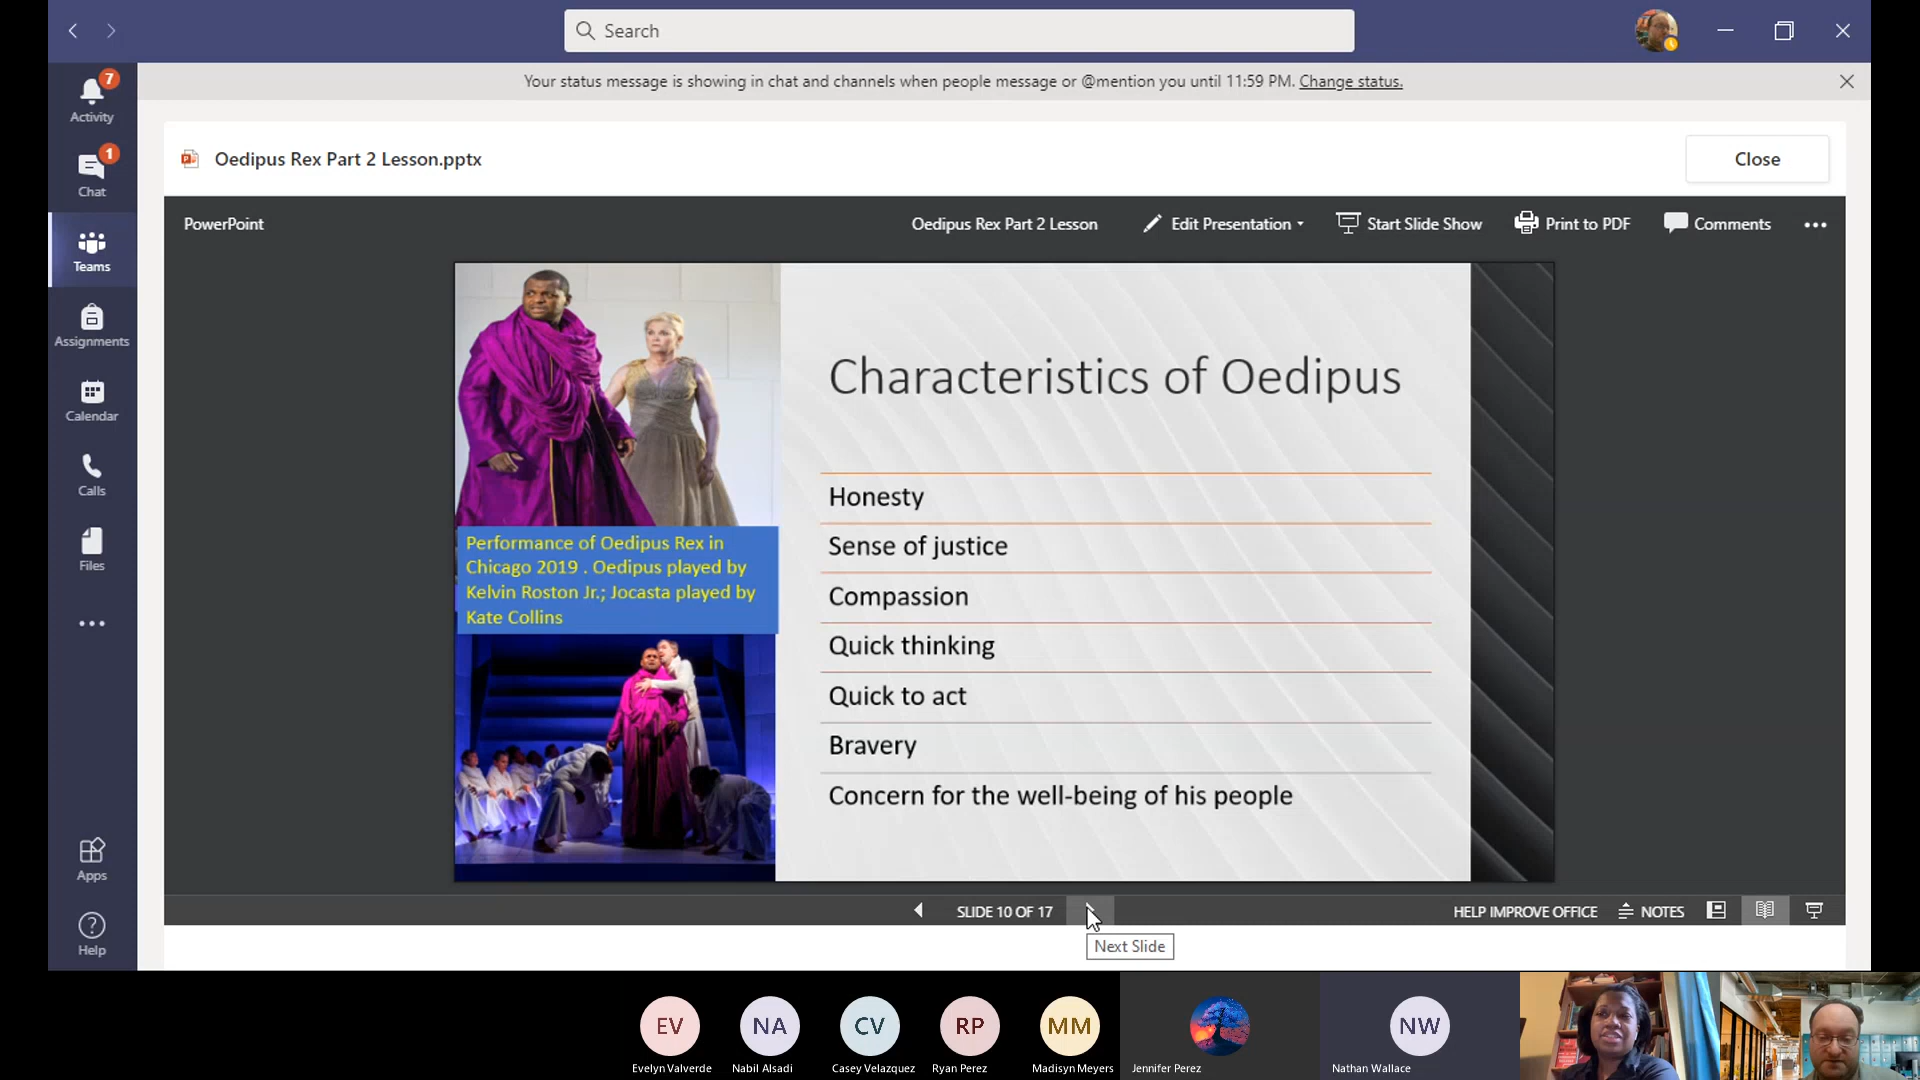 Search
Your status message is showing in chat and channels when people message or @mention you until 11:59 PM. Change status.
7
Activity
1
Chat
Teams
Assignments
Calendar
Calls
Files
Apps
Help
Oedipus Rex Part 2 Lesson.pptx
Close
PowerPoint
Oedipus Rex Part 2 Lesson
Edit Presentation
Start Slide Show
Print to PDF
Comments
Characteristics of Oedipus
Honesty
Sense of justice
Compassion
Quick thinking
Quick to act
Bravery
Concern for the well-being of his people
Performance of Oedipus Rex in
Chicago 2019 . Oedipus played by
Kelvin Roston Jr.; Jocasta played by
Kate Collins
SLIDE 10 OF 17
HELP IMPROVE OFFICE
NOTES
Next Slide
EV
NA
CV
RP
MM
NW
Evelyn Valverde
Nabil Alsadi
Casey Velazquez
Ryan Perez
Madisyn Meyers
Jennifer Perez
Nathan Wallace